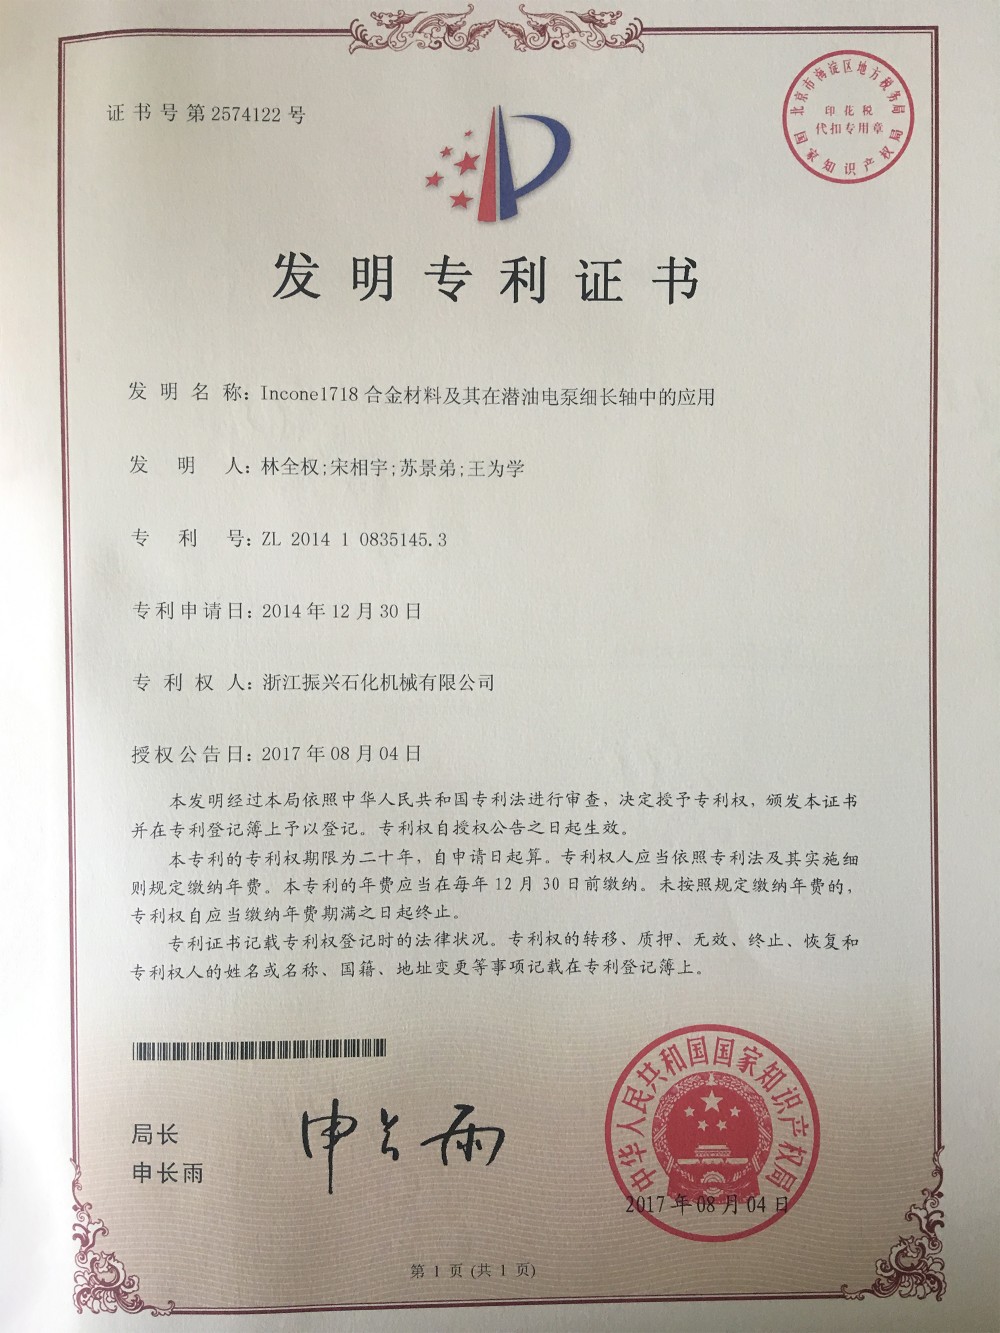 证书号第2574122号
北京市海淀区地方税务局
印花税
代扣专用章
国家知识产权局
发明专利证书
发明名称：Inconel718合金材料及其在潜油电泵细长轴中的应用
发明人：林全权;宋相宇;苏景弟;王为学
专利号：ZL 2014 1 0835145.3
专利申请日：2014年12月30日
专利权人：浙江振兴石化机械有限公司
授权公告日：2017年08月04日
本发明经过本局依照中华人民共和国专利法进行审查，决定授予专利权，颁发本证书
并在专利登记簿上予以登记。专利权自授权公告之日起生效。
本专利的专利权期限为二十年，自申请日起算。专利权人应当依照专利法及其实施细
则规定缴纳年费。本专利的年费应当在每年12月30日前缴纳。未按照规定缴纳年费的，
专利权自应当缴纳年费期满之日起终止。
专利证书记载专利权登记时的法律状况。专利权的转移、质押、无效、终止、恢复和
专利权人的姓名或名称、国籍、地址变更等事项记载在专利登记簿上。
局长
申长雨
申长雨
中华人民共和国国家知识产权局
2017年08月04日
第1页(共1页)